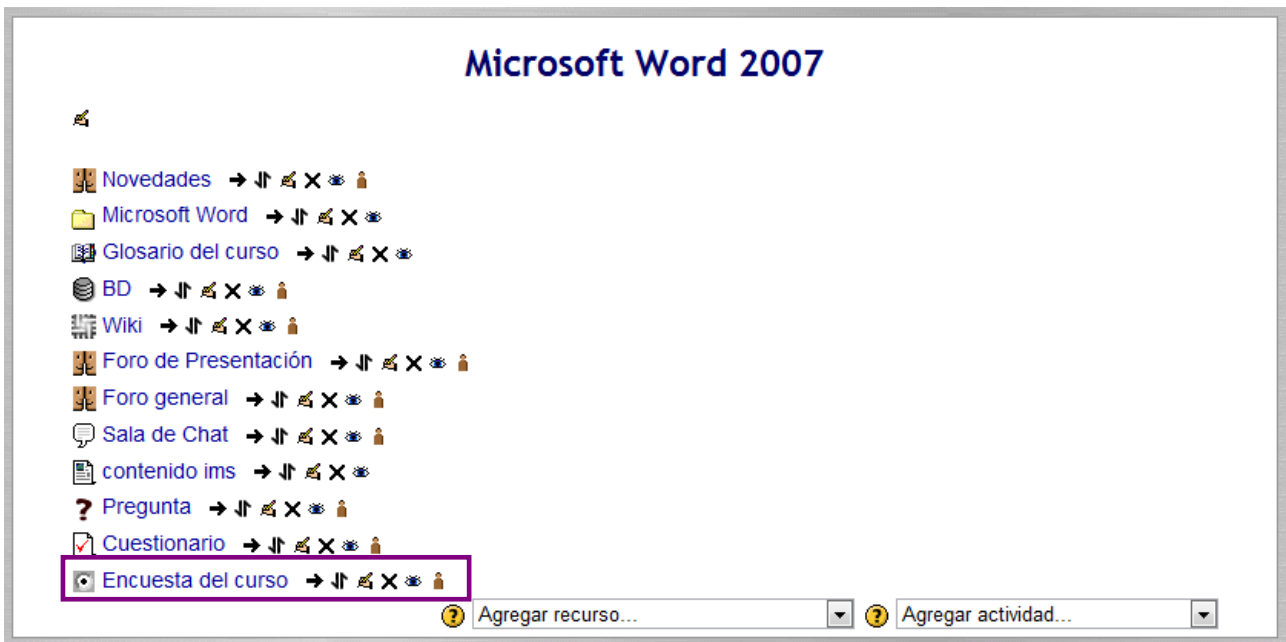 Microsoft Word 2007
Novedades
Microsoft Word
Glosario del curso
BD
Wiki
Foro de Presentación
Foro general
Sala de Chat
contenido ims
Pregunta
Cuestionario
Encuesta del curso
Agregar recurso... Agregar actividad...